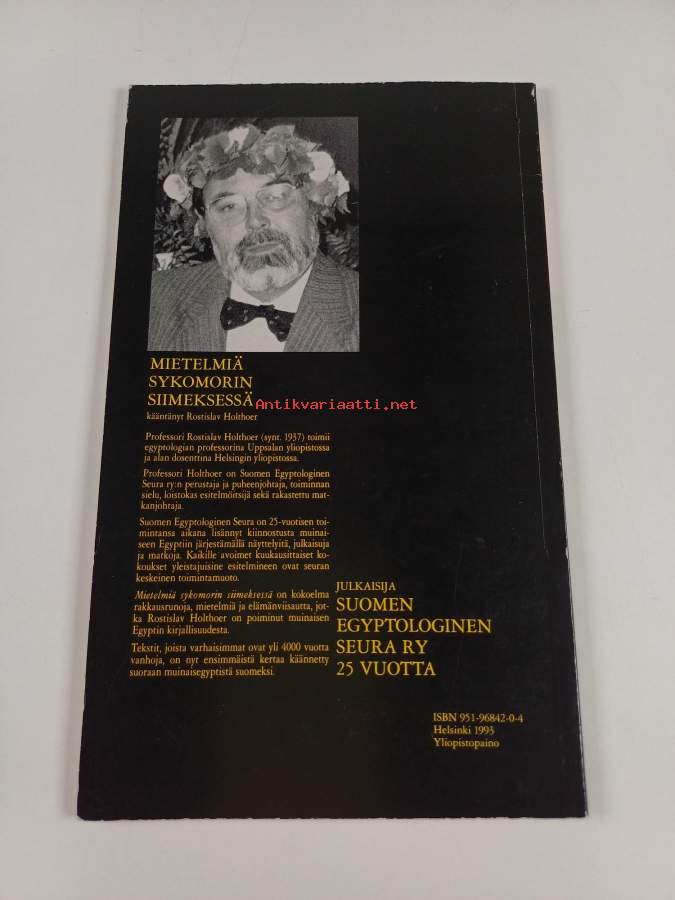 MIETELMIÄ
SYKOMORIN
SIIMEKSESSÄ
Antikvariaatti.net
kääntänyt Rostislav Holthoer
Professori Rostislav Holthoer (synt. 1937) toimii
egyptologian professorina Uppsalan yliopistossa
ja alan dosenttina Helsingin yliopistossa.
Professori Holthoer on Suomen Egyptologinen
Seura ry:n perustaja ja puheenjohtaja, toiminnan
sielu, loistokas esitelmöitsijä sekä rakastettu mat-
kanjohtaja.
Suomen Egyptologinen Seura on 25-vuotisen toi-
mintansa aikana lisännyt kiinnostusta muinai-
seen Egyptiin järjestämällä näyttelyitä, julkaisuja
ja matkoja. Kaikille avoimet kuukausittaiset ko-
koukset yleistajuisine esitelmineen ovat seuran
keskeinen toimintamuoto.
Mietelmiä sykomorin siimeksessä on kokoelma
rakkausrunoja, mietelmiä ja elämänviisautta, jot-
ka Rostislav Holthoer on poiminut muinaisen
Egyptin kirjallisuudesta.
Tekstit, joista varhaisimmat ovat yli 4000 vuotta
vanhoja, on nyt ensimmäistä kertaa käännetty
suoraan muinaisegyptistä suomeksi.
JULKAISIJA
SUOMEN
EGYPTOLOGINEN
SEURA RY
25 VUOTTA
ISBN 951-96842-0-4
Helsinki 1993
Yliopistopaino